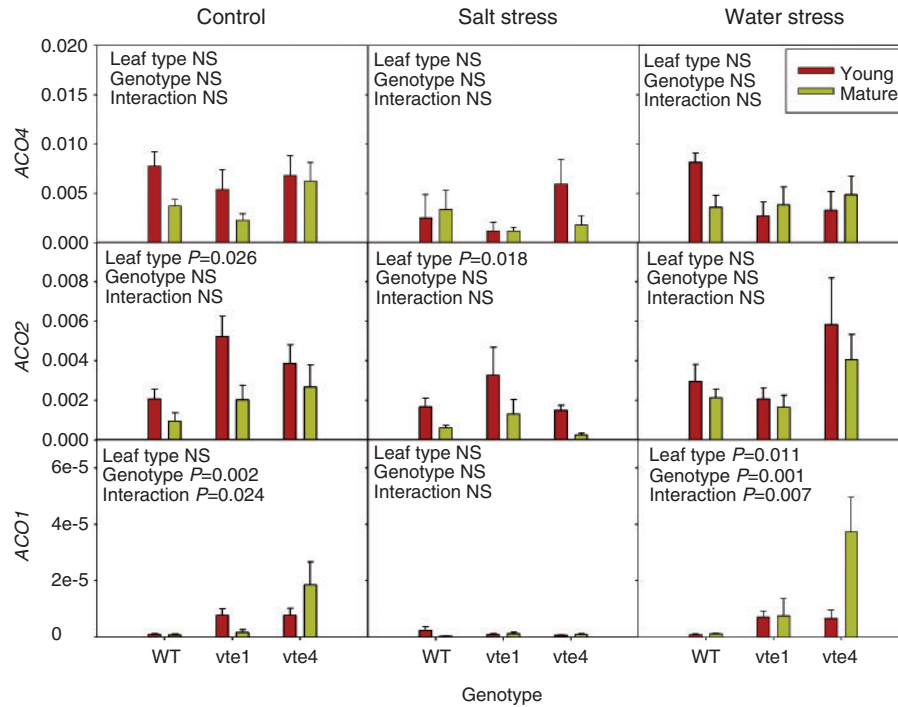 Control
Salt stress
Water stress
0.020
0.015
0.010
0.005
0.000
ACO4
Leaf type NS
Genotype NS
Interaction NS
Leaf type NS
Genotype NS
Interaction NS
Leaf type NS
Genotype NS
Interaction NS
Young
Mature
0.008
0.006
0.004
0.002
0.000
ACO2
Leaf type P=0.026
Genotype NS
Interaction NS
Leaf type P=0.018
Genotype NS
Interaction NS
Leaf type NS
Genotype NS
Interaction NS
6e-5
4e-5
2e-5
0
ACO1
Leaf type NS
Genotype P=0.002
Interaction P=0.024
Leaf type NS
Genotype NS
Interaction NS
Leaf type P=0.011
Genotype P=0.001
Interaction P=0.007
WT vte1 vte4
WT vte1 vte4
WT vte1 vte4
Genotype